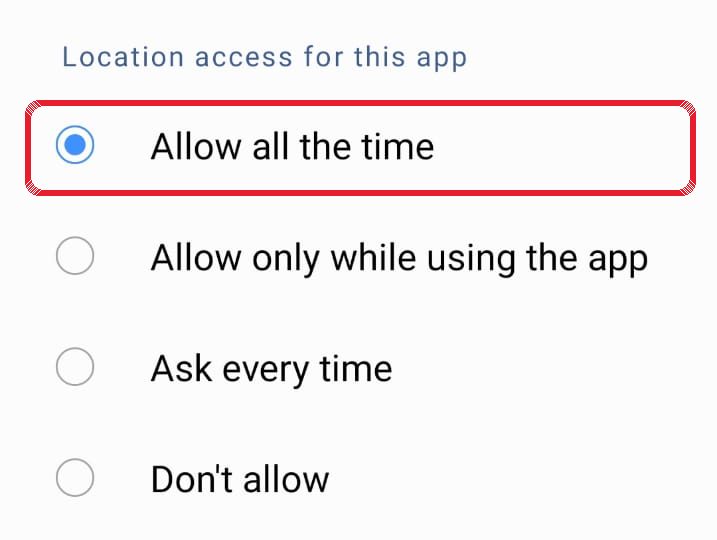 Location access for this app
Allow all the time
Allow only while using the app
Ask every time
Don't allow